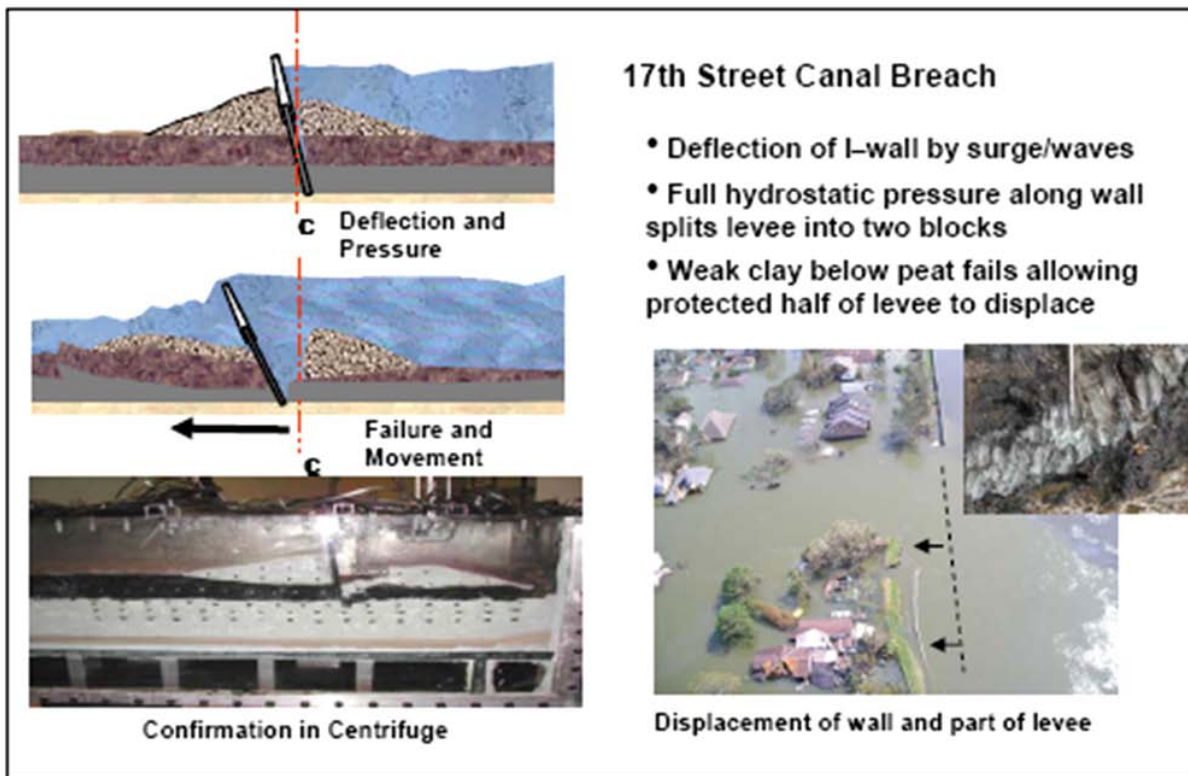 17th Street Canal Breach
• Deflection of I–wall by surge/waves
• Full hydrostatic pressure along wall
splits levee into two blocks
• Weak clay below peat fails allowing
protected half of levee to displace
C
Deflection and
Pressure
C
Failure and
Movement
Confirmation in Centrifuge
Displacement of wall and part of levee